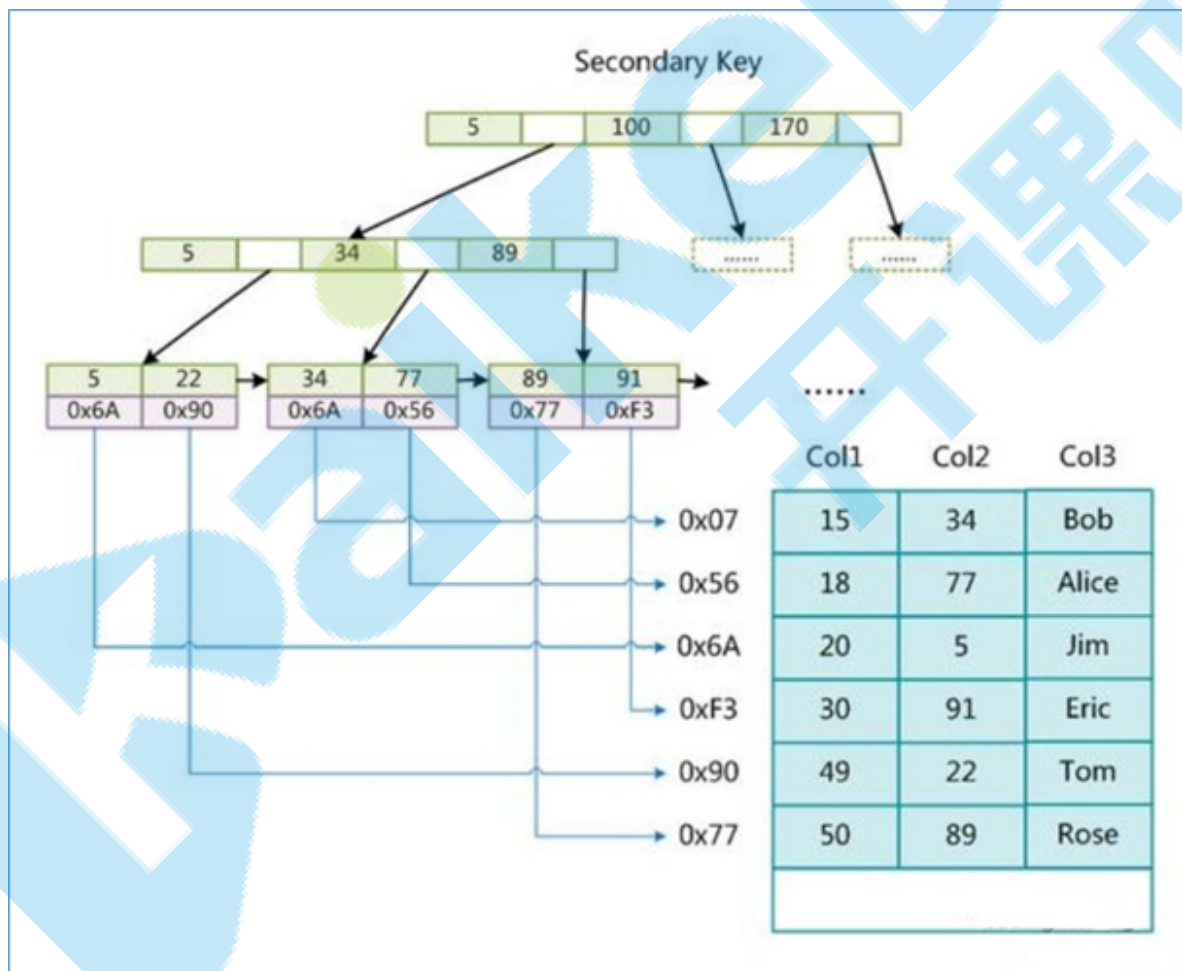 Secondary Key
5 100 170
5 34 89
...... ......
5 22 34 77 89 91
0x6A 0x90 0x6A 0x56 0x77 0xF3
......
Col1 Col2 Col3
0x07 15 34 Bob
0x56 18 77 Alice
0x6A 20 5 Jim
0xF3 30 91 Eric
0x90 49 22 Tom
0x77 50 89 Rose